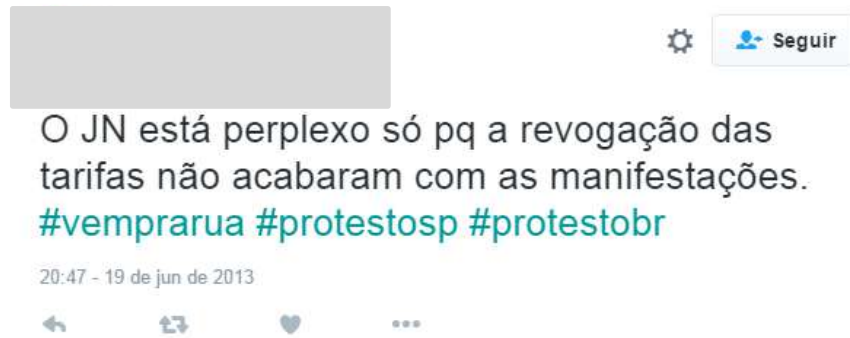 Seguir
O JN está perplexo só pq a revogação das
tarifas não acabaram com as manifestações.
#vemprarua #protestosp #protestobr
20:47 - 19 de jun de 2013